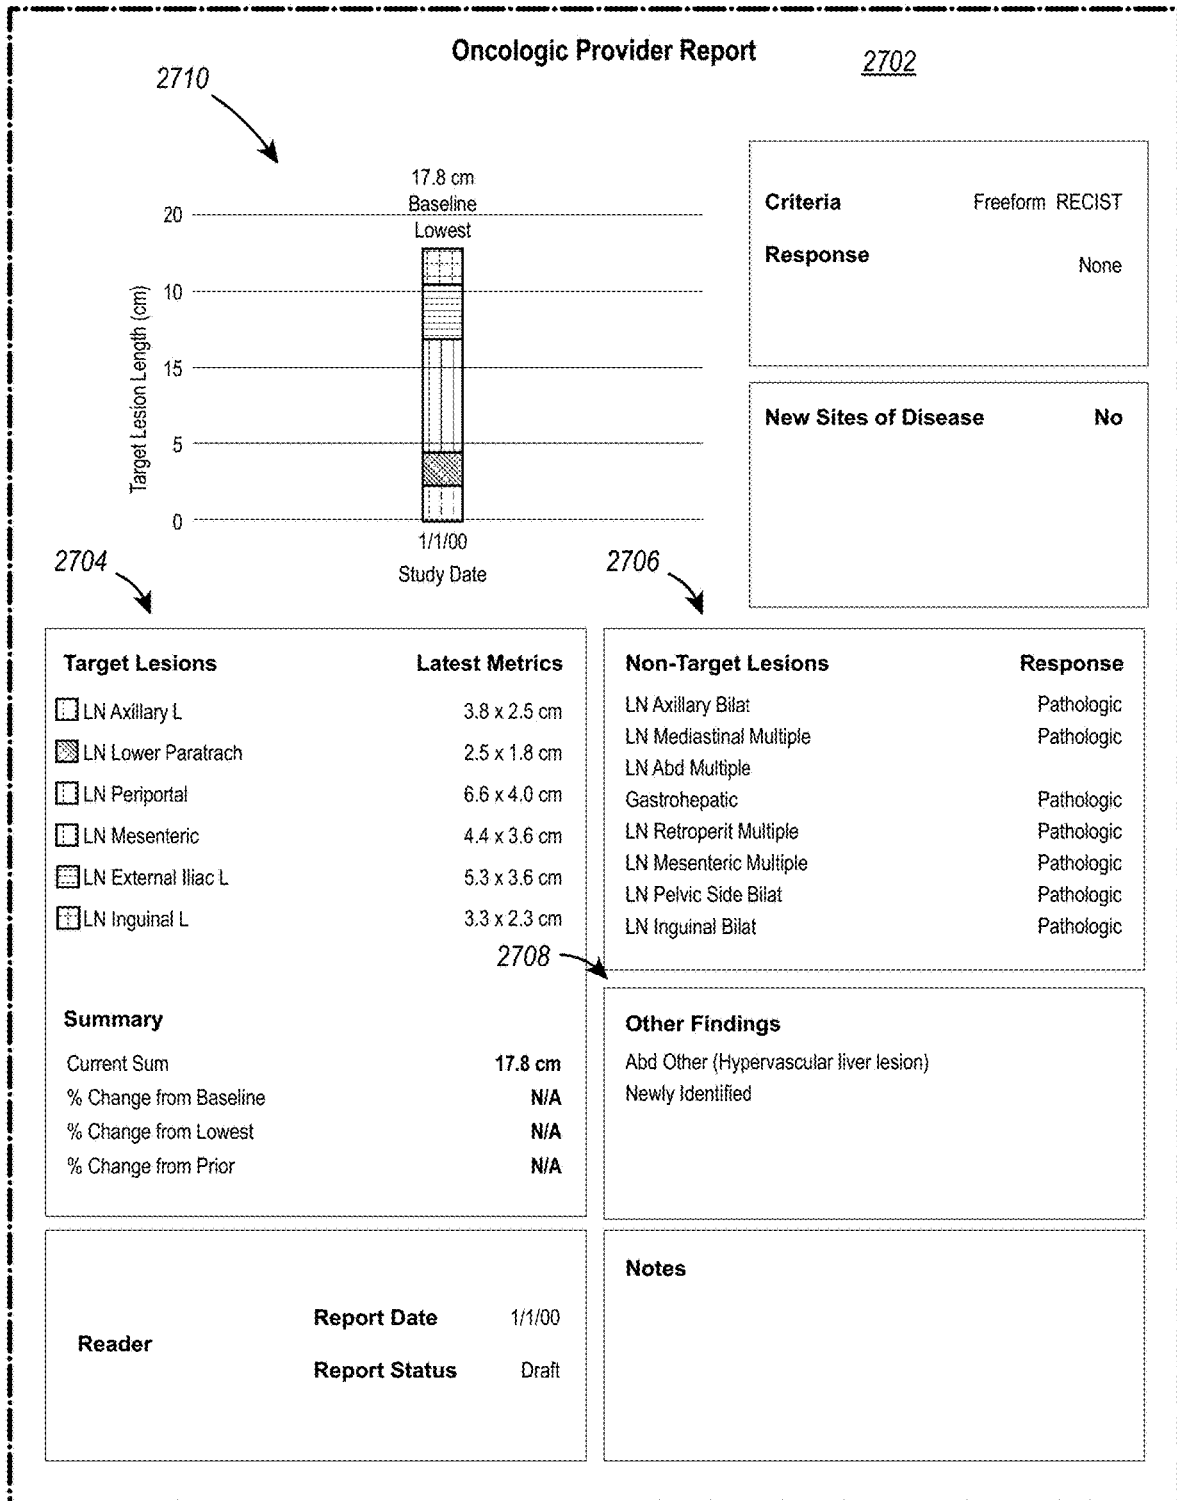 Oncologic Provider Report
2702
2710
17.8 cm
Baseline
Lowest
20
10
15
5
0
Target Lesion Length (cm)
1/1/00
Study Date
Criteria Freeform RECIST
Response None
New Sites of Disease No
2704
2706
Target Lesions Latest Metrics
LN Axillary L 3.8 x 2.5 cm
LN Lower Paratrach 2.5 x 1.8 cm
LN Periportal 6.6 x 4.0 cm
LN Mesenteric 4.4 x 3.6 cm
LN External Iliac L 5.3 x 3.6 cm
LN Inguinal L 3.3 x 2.3 cm
Summary
Current Sum 17.8 cm
% Change from Baseline N/A
% Change from Lowest N/A
% Change from Prior N/A
Non-Target Lesions Response
LN Axillary Bilat Pathologic
LN Mediastinal Multiple Pathologic
LN Abd Multiple
Gastrohepatic Pathologic
LN Retroperit Multiple Pathologic
LN Mesenteric Multiple Pathologic
LN Pelvic Side Bilat Pathologic
LN Inguinal Bilat Pathologic
2708
Other Findings
Abd Other (Hypervascular liver lesion)
Newly Identified
Reader
Report Date 1/1/00
Report Status Draft
Notes